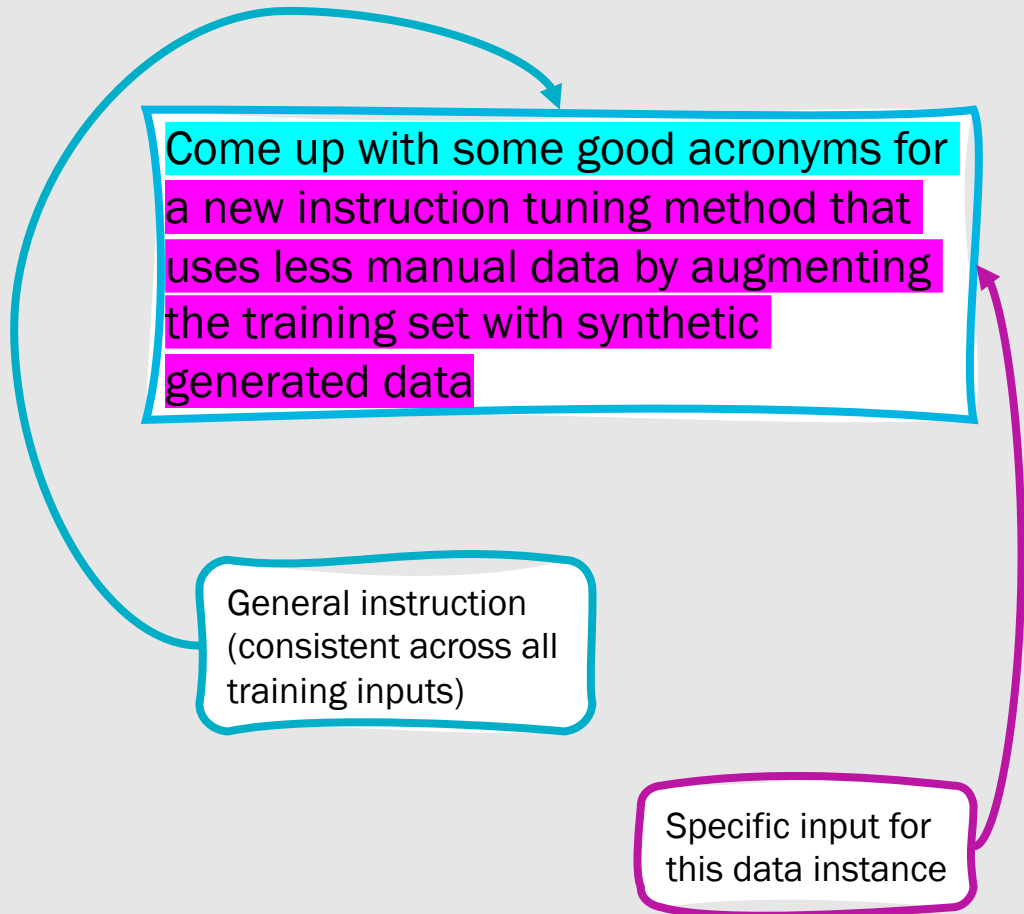 Come up with some good acronyms for
a new instruction tuning method that
uses less manual data by augmenting
the training set with synthetic
generated data
General instruction
(consistent across all
training inputs)
Specific input for
this data instance